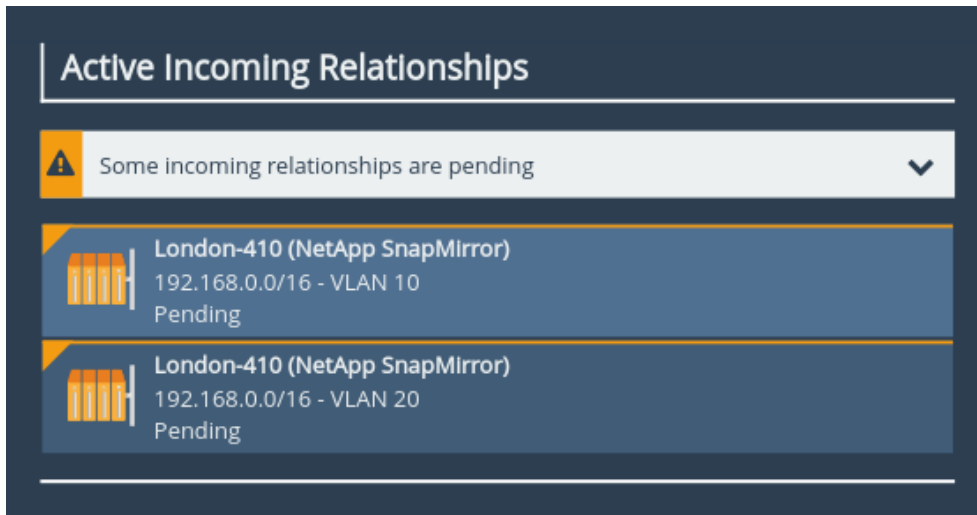 Active Incoming Relationships
Some incoming relationships are pending
London-410 (NetApp SnapMirror)
192.168.0.0/16 - VLAN 10
Pending
London-410 (NetApp SnapMirror)
192.168.0.0/16 - VLAN 20
Pending